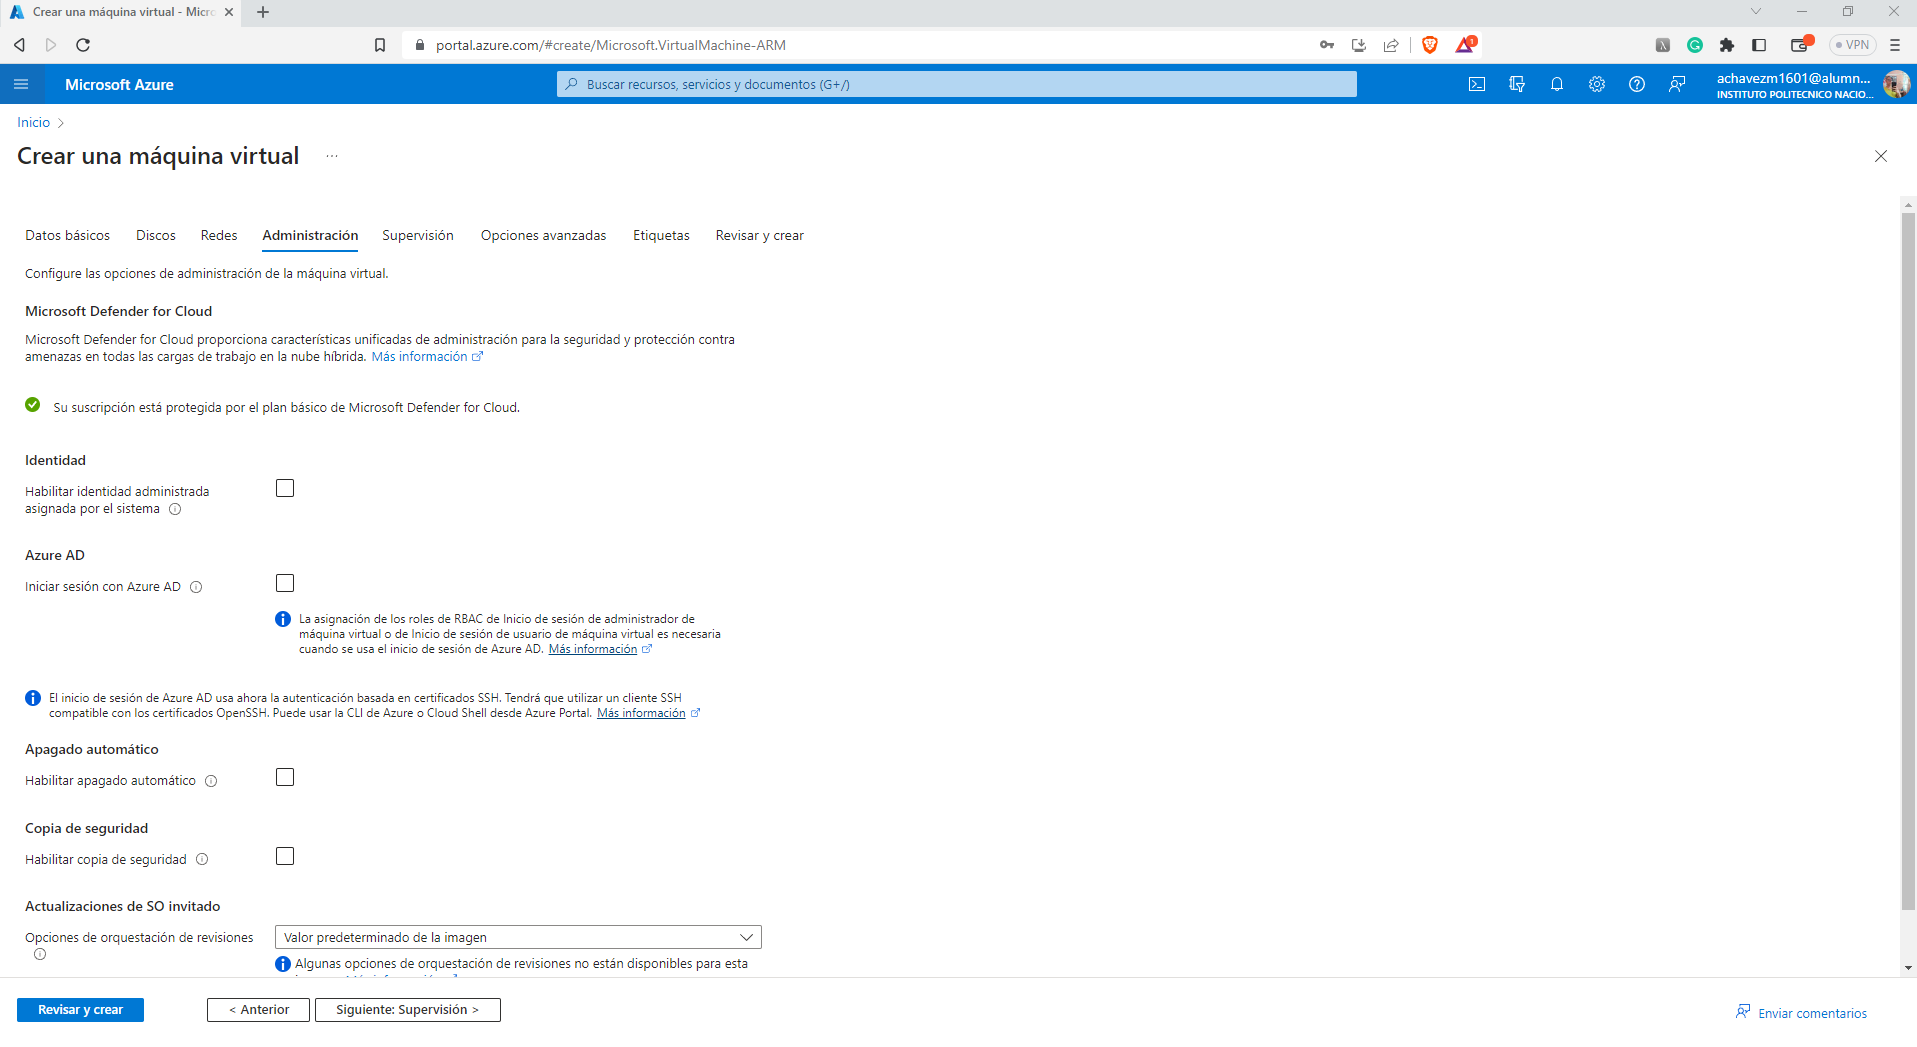 Crear una máquina virtual - Micro
portal.azure.com/#create/Microsoft.VirtualMachine-ARM
1
VPN
Microsoft Azure
Buscar recursos, servicios y documentos (G+/)
achavezm1601@alumn...
INSTITUTO POLITECNICO NACIO...
Inicio
Crear una máquina virtual
Datos básicos
Discos
Redes
Administración
Supervisión
Opciones avanzadas
Etiquetas
Revisar y crear
Configure las opciones de administración de la máquina virtual.
Microsoft Defender for Cloud
Microsoft Defender for Cloud proporciona características unificadas de administración para la seguridad y protección contra
amenazas en todas las cargas de trabajo en la nube híbrida. Más información
Su suscripción está protegida por el plan básico de Microsoft Defender for Cloud.
Identidad
Habilitar identidad administrada
asignada por el sistema
Azure AD
Iniciar sesión con Azure AD
La asignación de los roles de RBAC de Inicio de sesión de administrador de
máquina virtual o de Inicio de sesión de usuario de máquina virtual es necesaria
cuando se usa el inicio de sesión de Azure AD. Más información
El inicio de sesión de Azure AD usa ahora la autenticación basada en certificados SSH. Tendrá que utilizar un cliente SSH
compatible con los certificados OpenSSH. Puede usar la CLI de Azure o Cloud Shell desde Azure Portal. Más información
Apagado automático
Habilitar apagado automático
Copia de seguridad
Habilitar copia de seguridad
Actualizaciones de SO invitado
Opciones de orquestación de revisiones
Valor predeterminado de la imagen
Algunas opciones de orquestación de revisiones no están disponibles para esta
Revisar y crear
< Anterior
Siguiente: Supervisión >
Enviar comentarios